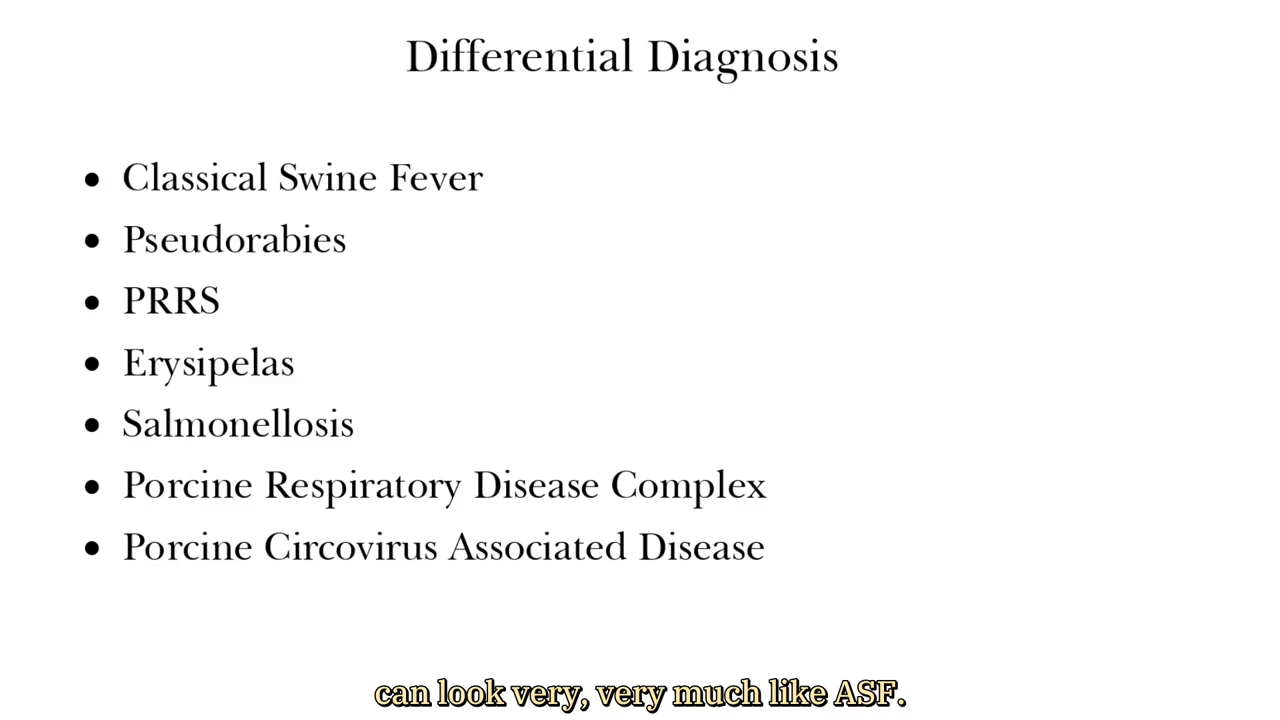 Differential Diagnosis
• Classical Swine Fever
• Pseudorabies
• PRRS
• Erysipelas
• Salmonellosis
• Porcine Respiratory Disease Complex
• Porcine Circovirus Associated Disease
can look very, very much like ASF.